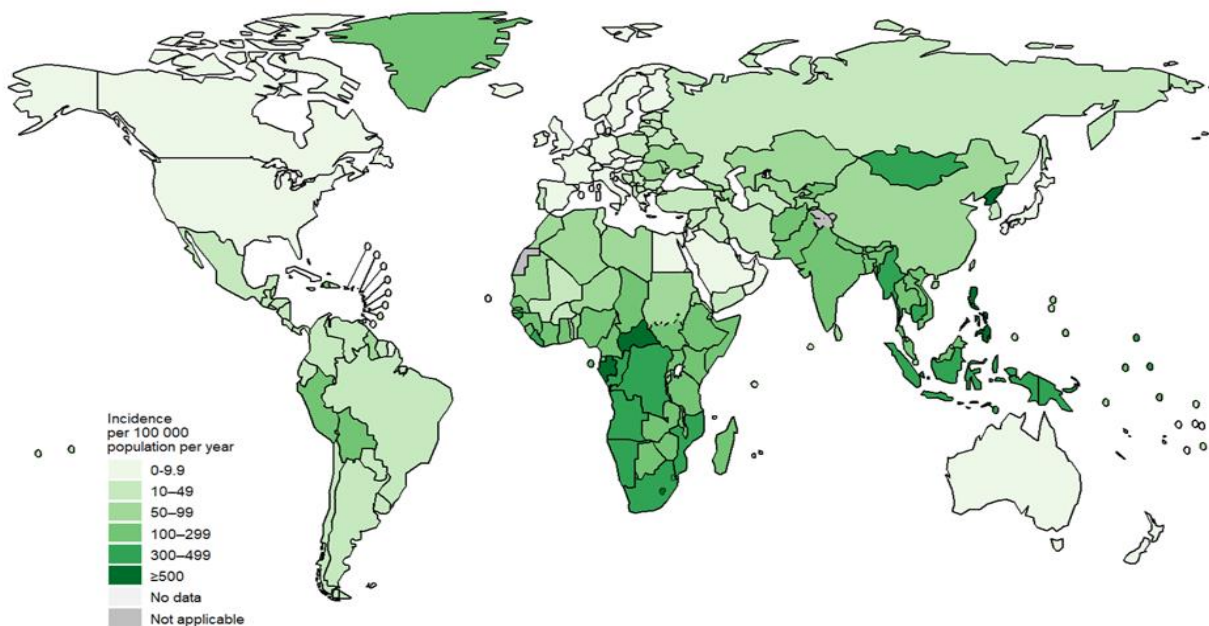 Incidence
per 100 000
population per year
0-9.9
10–49
50–99
100–299
300–499
≥500
No data
Not applicable